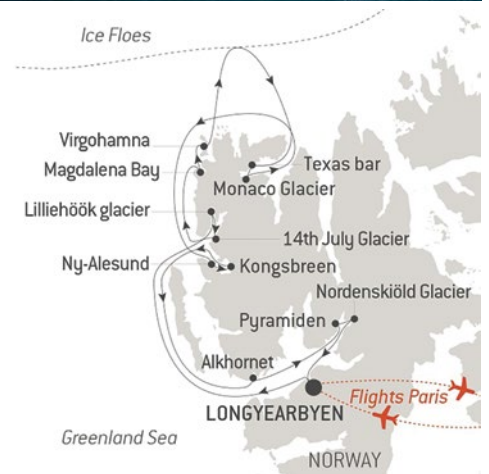 Ice Floes
Virgohamna
Magdalena Bay
Texas bar
Monaco Glacier
Lilliehöök glacier
14th July Glacier
Ny-Alesund
Kongsbreen
Nordenskiöld Glacier
Pyramiden
Alkhornet
Flights Paris
LONGYEARBYEN
Greenland Sea
NORWAY